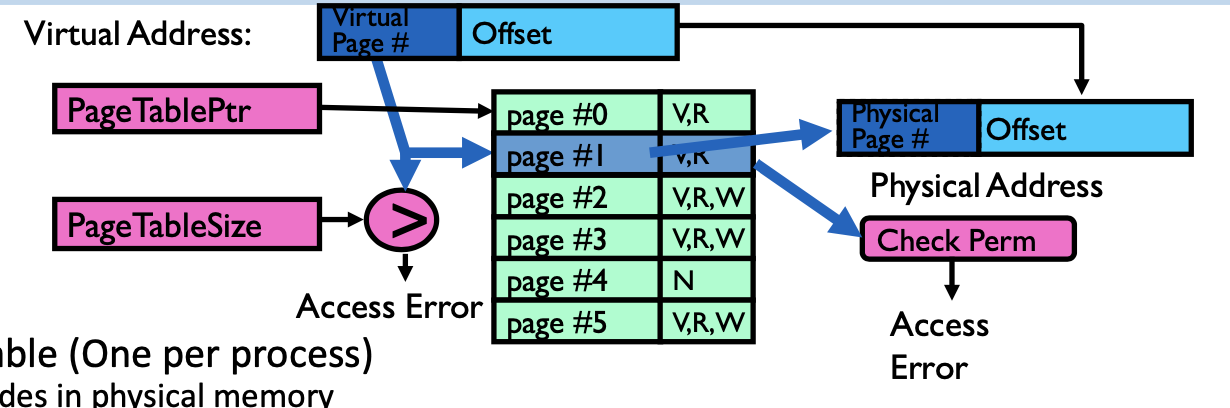 Virtual Address:
Virtual
Page #
Offset
PageTablePtr
page #0 V,R
page #1 V,R
page #2 V,R,W
page #3 V,R,W
page #4 N
page #5 V,R,W
Physical
Page #
Offset
Physical Address
PageTableSize
>
Check Perm
Access Error
Access
Error
able (One per process)
des in physical memory